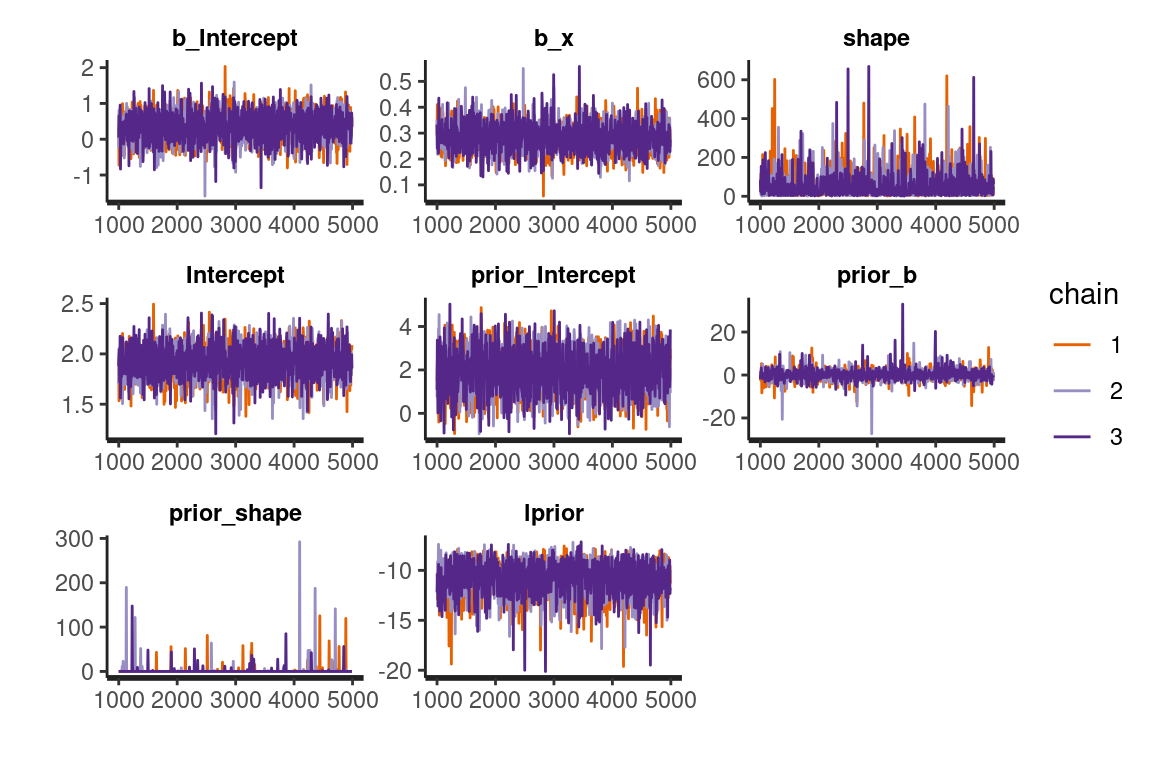 b_Intercept b_x shape
2 1 0 -1
0.5 0.4 0.3 0.2 0.1
600 400 200 0
1000 2000 3000 4000 5000 1000 2000 3000 4000 5000 1000 2000 3000 4000 5000
Intercept prior_Intercept prior_b
2.5 2.0 1.5
4 2 0
20 0 -20
1000 2000 3000 4000 5000 1000 2000 3000 4000 5000 1000 2000 3000 4000 5000
prior_shape lprior
300 200 100 0
-10 -15 -20
1000 2000 3000 4000 5000 1000 2000 3000 4000 5000
chain
1
2
3